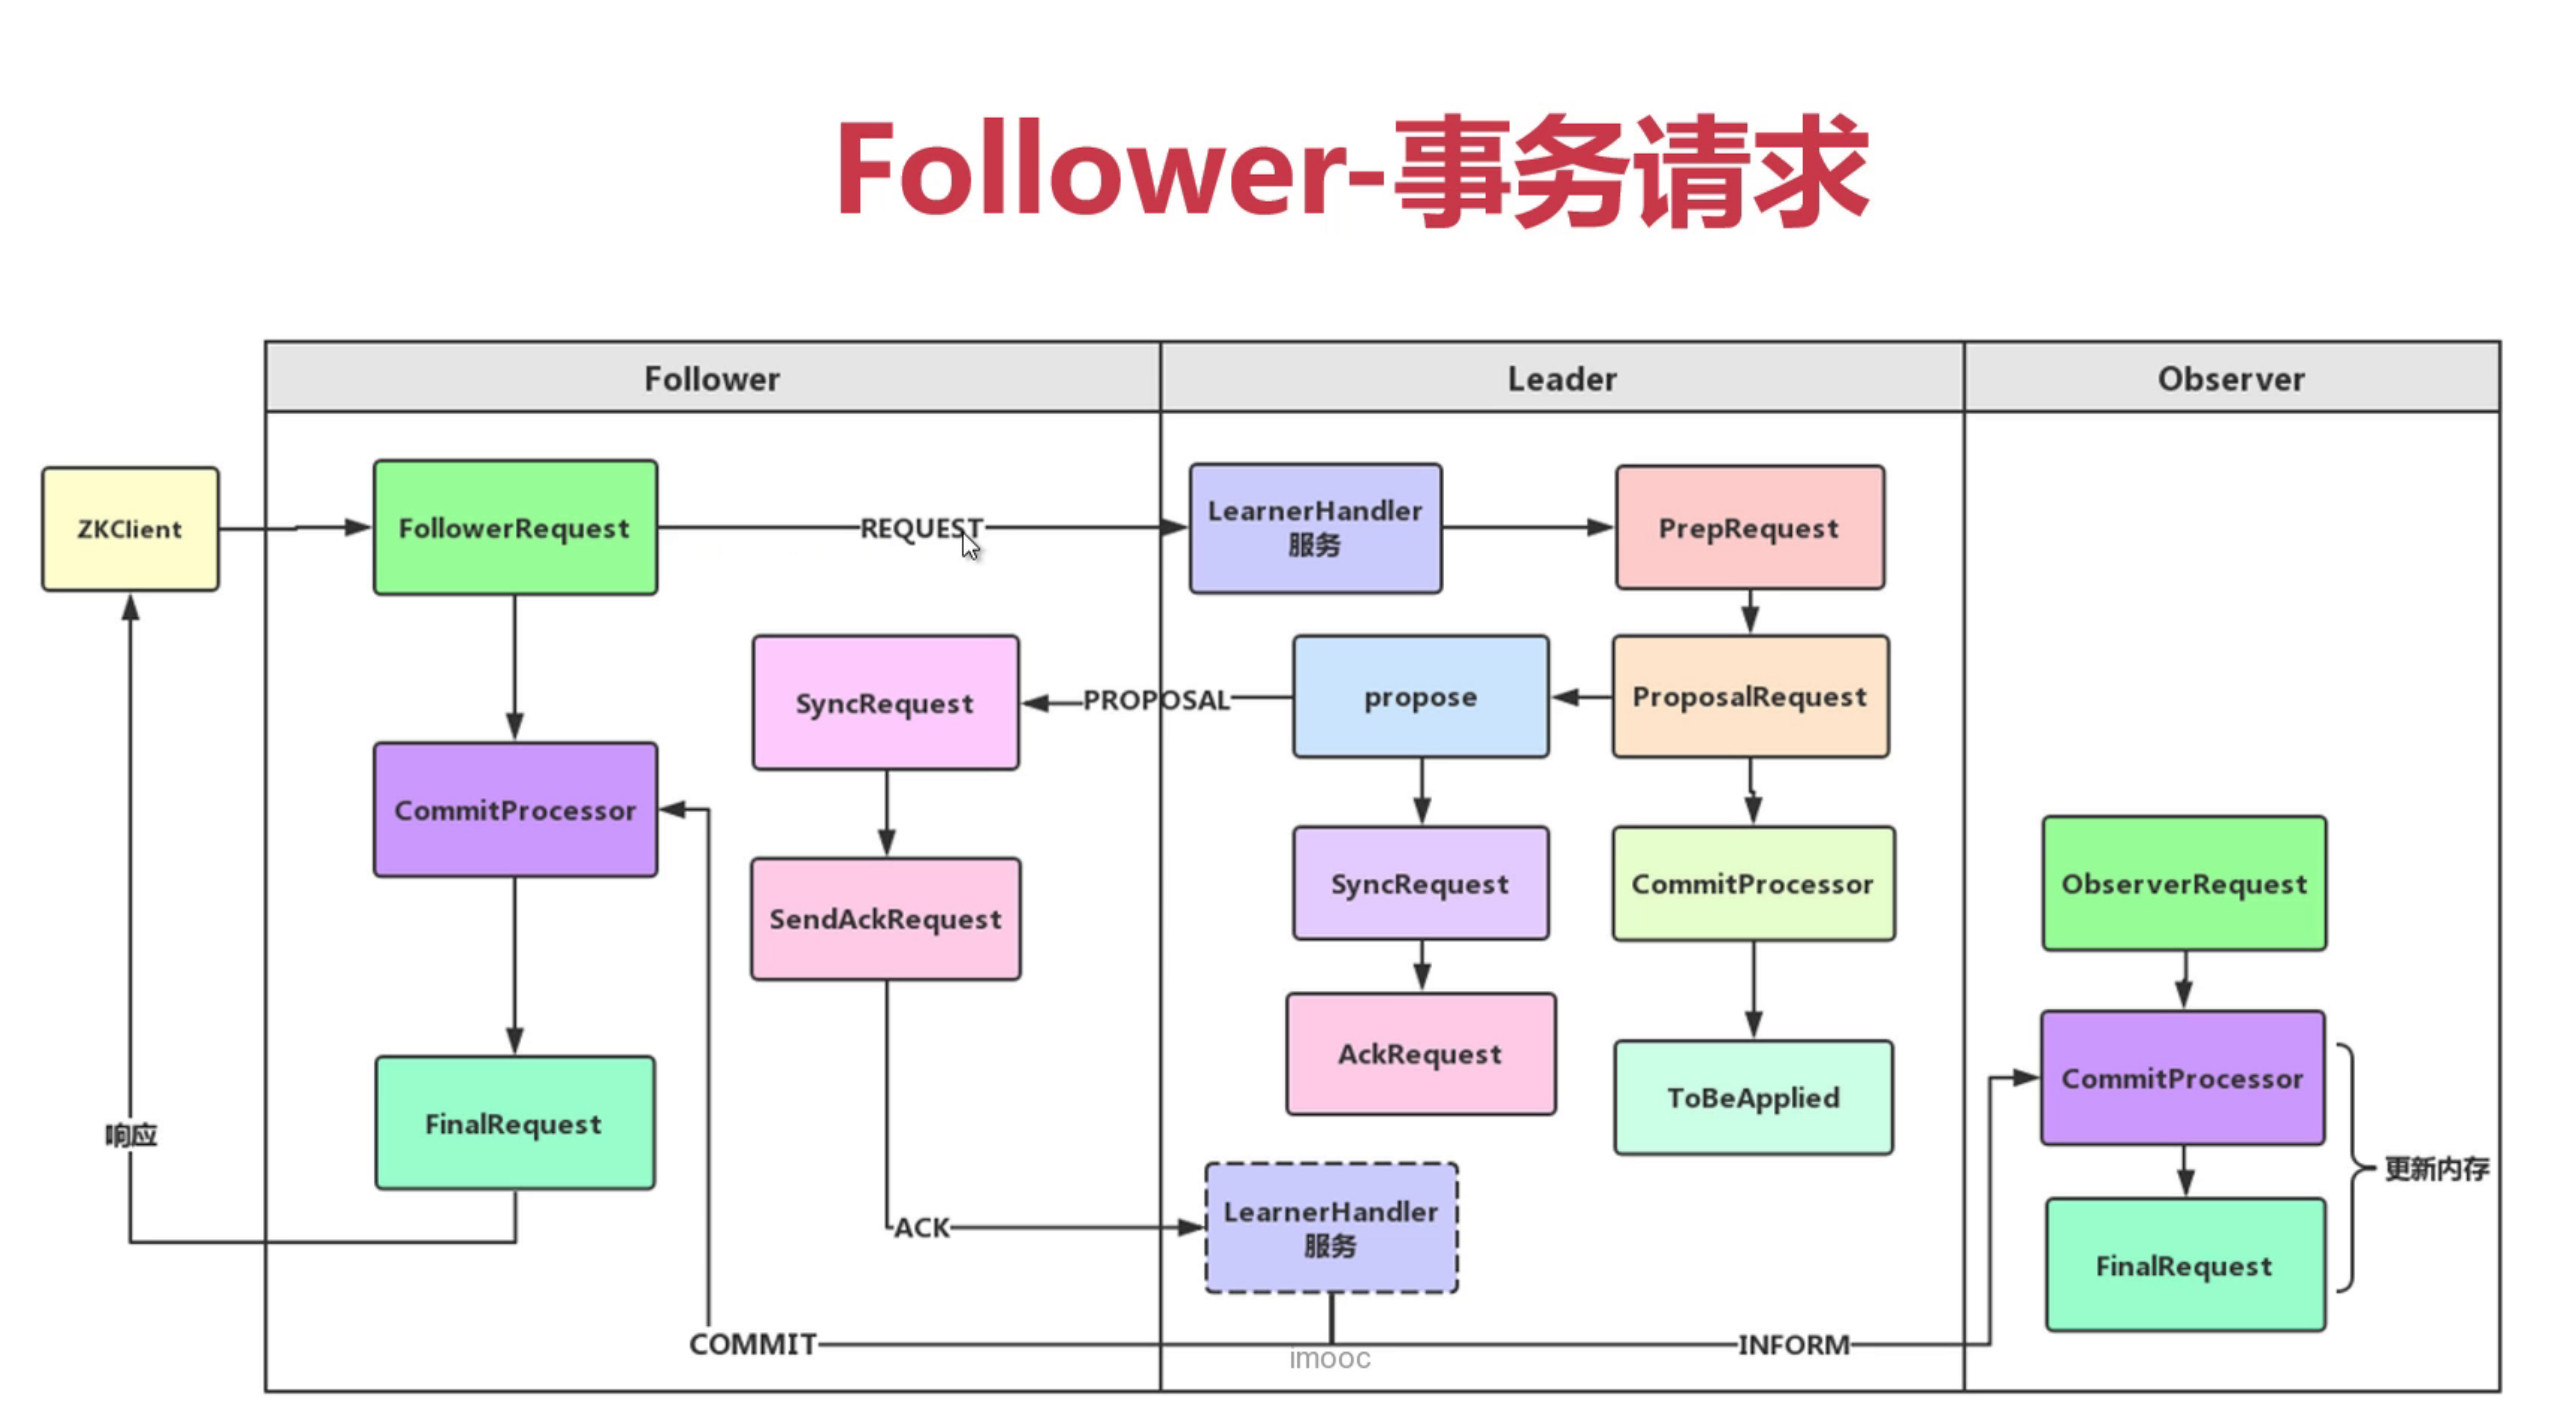 Follower-事务请求
Follower
Leader
Observer
ZKClient
FollowerRequest
REQUEST
LearnerHandler
服务
PrepRequest
SyncRequest
PROPOSAL
propose
ProposalRequest
CommitProcessor
SendAckRequest
SyncRequest
CommitProcessor
ObserverRequest
AckRequest
ToBeApplied
CommitProcessor
FinalRequest
响应
更新内存
ACK
LearnerHandler
服务
FinalRequest
COMMIT
INFORM
imooc